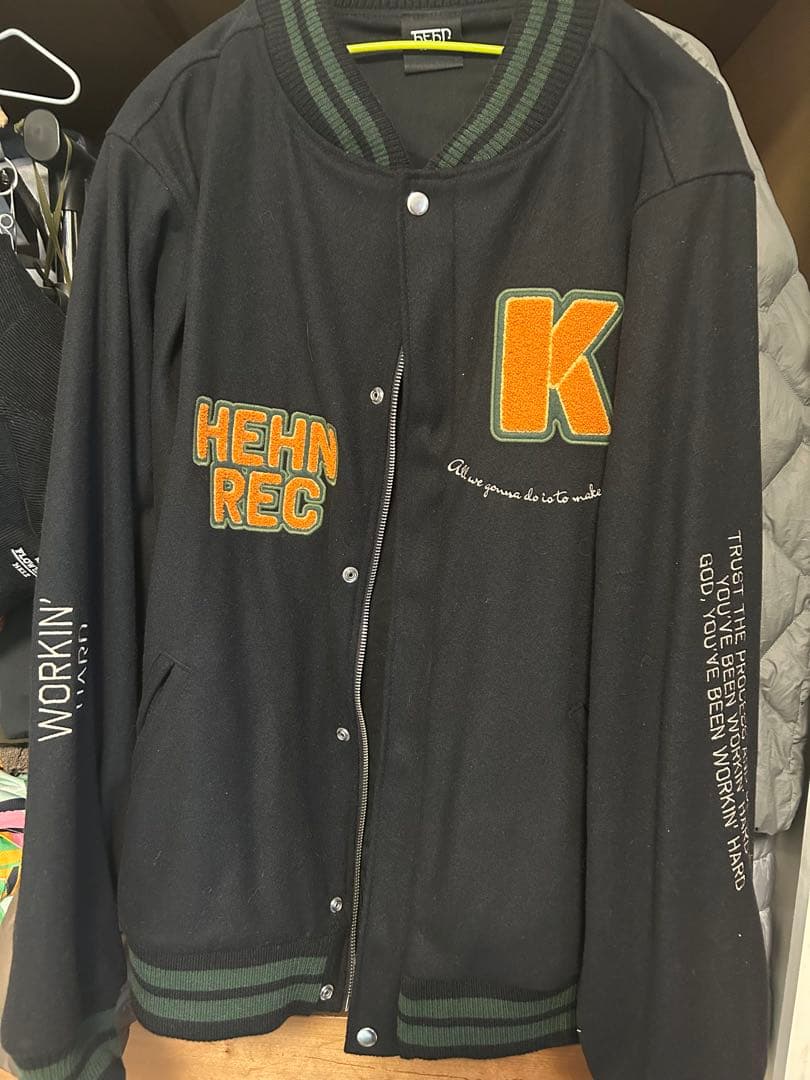 K
HEHN
REC
All we gonna do is to make
WORKIN'
HARD
TRUST THE PROCESS
YOU'VE BEEN WORKIN' HARD
GOD, YOU'VE BEEN WORKIN' HARD